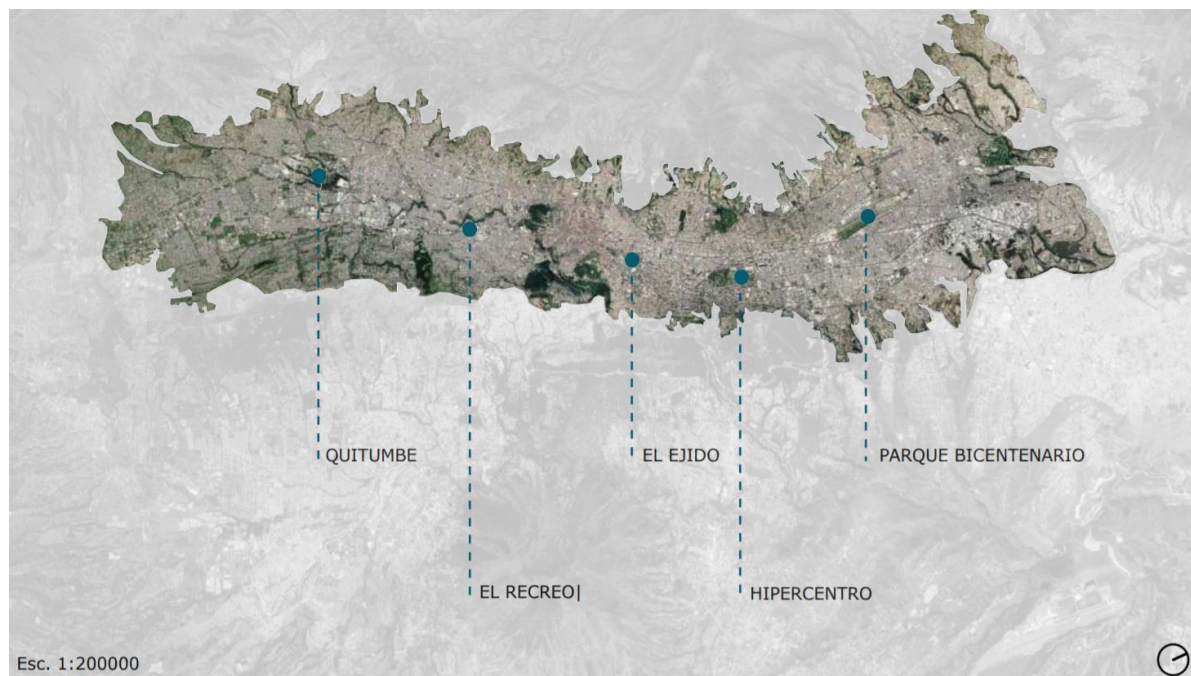 QUITUMBE
EL EJIDO
PARQUE BICENTENARIO
EL RECREO|
HIPERCENTRO
Esc. 1:200000